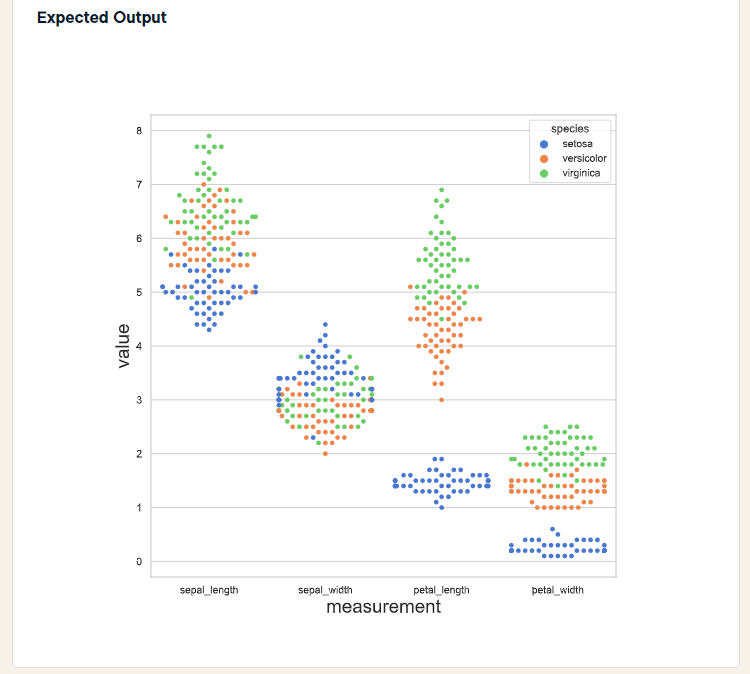 Expected Output
species
setosa
versicolor
virginica
8
7
6
5
4
3
2
1
0
value
sepal_length sepal_width petal_length petal_width
measurement